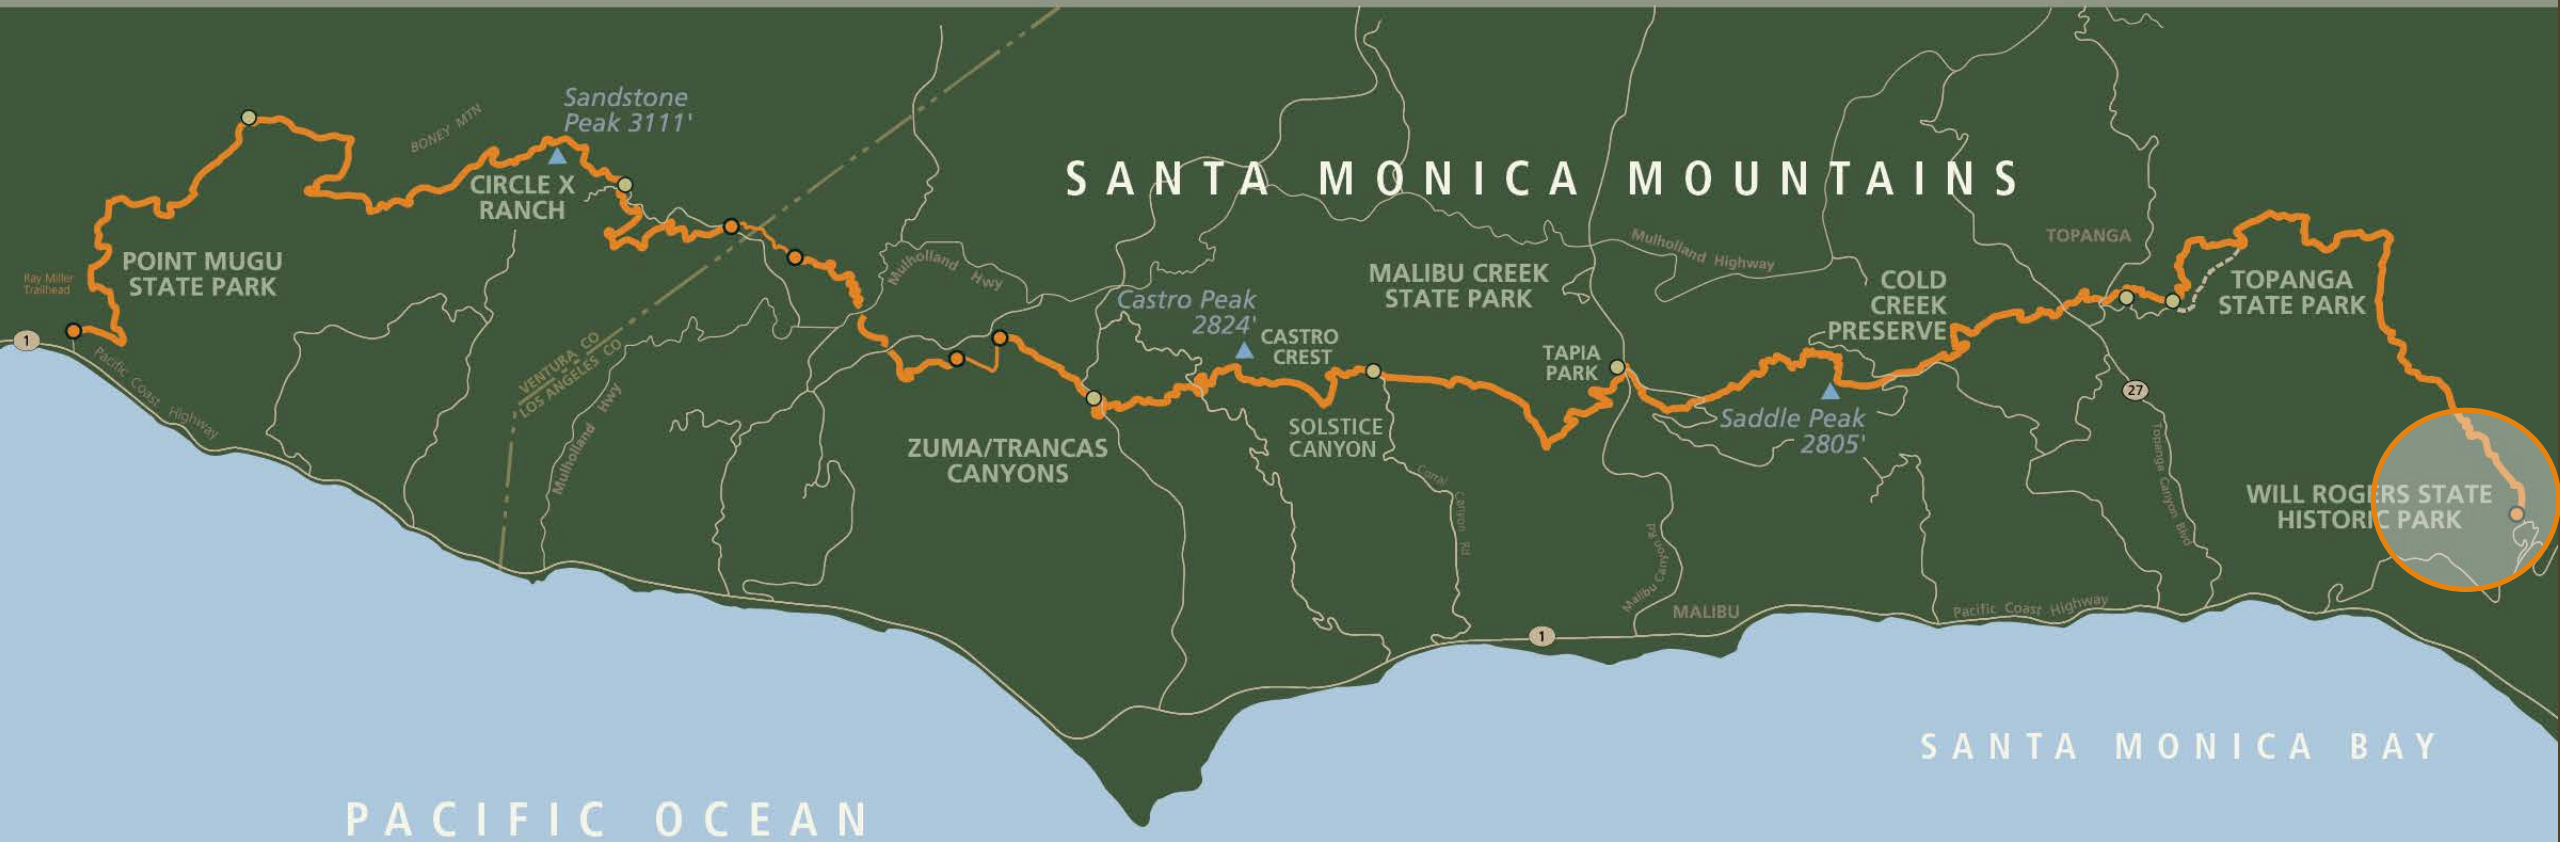 Sandstone
Peak 3111'
BONEY MTN
SANTA MONICA MOUNTAINS
CIRCLE X
RANCH
POINT MUGU
STATE PARK
Ray Miller
Trailhead
1
Pacific Coast Highway
VENTURA CO
LOS ANGELES CO
Mulholland Hwy
Mulholland Hwy
Castro Peak
2824'
CASTRO
CREST
MALIBU CREEK
STATE PARK
Mulholland Highway
TOPANGA
COLD
CREEK
PRESERVE
TOPANGA
STATE PARK
TAPIA
PARK
27
Saddle Peak
2805'
SOLSTICE
CANYON
ZUMA/TRANCAS
CANYONS
Corral Canyon Rd
Topanga Canyon Blvd
WILL ROGERS STATE
HISTORIC PARK
Malibu Canyon Rd
MALIBU
Pacific Coast Highway
1
SANTA MONICA BAY
PACIFIC OCEAN